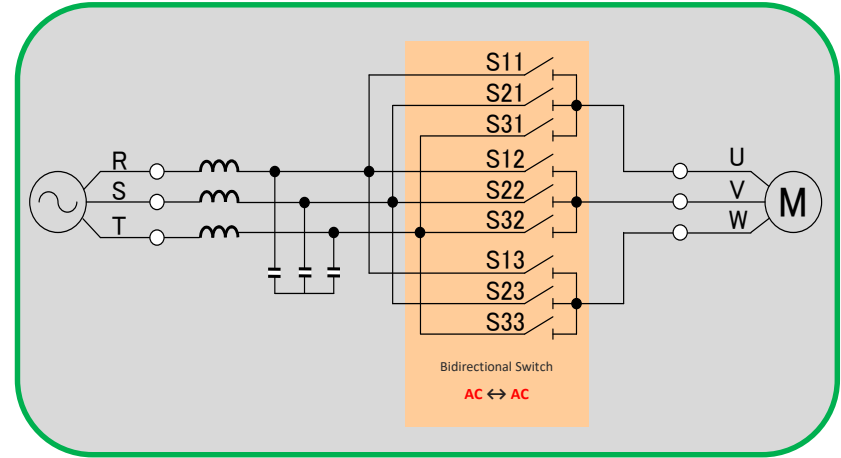 S11
S21
S31
R
S
T
S12
S22
S32
U
V
W
M
S13
S23
S33
Bidirectional Switch
AC ↔ AC